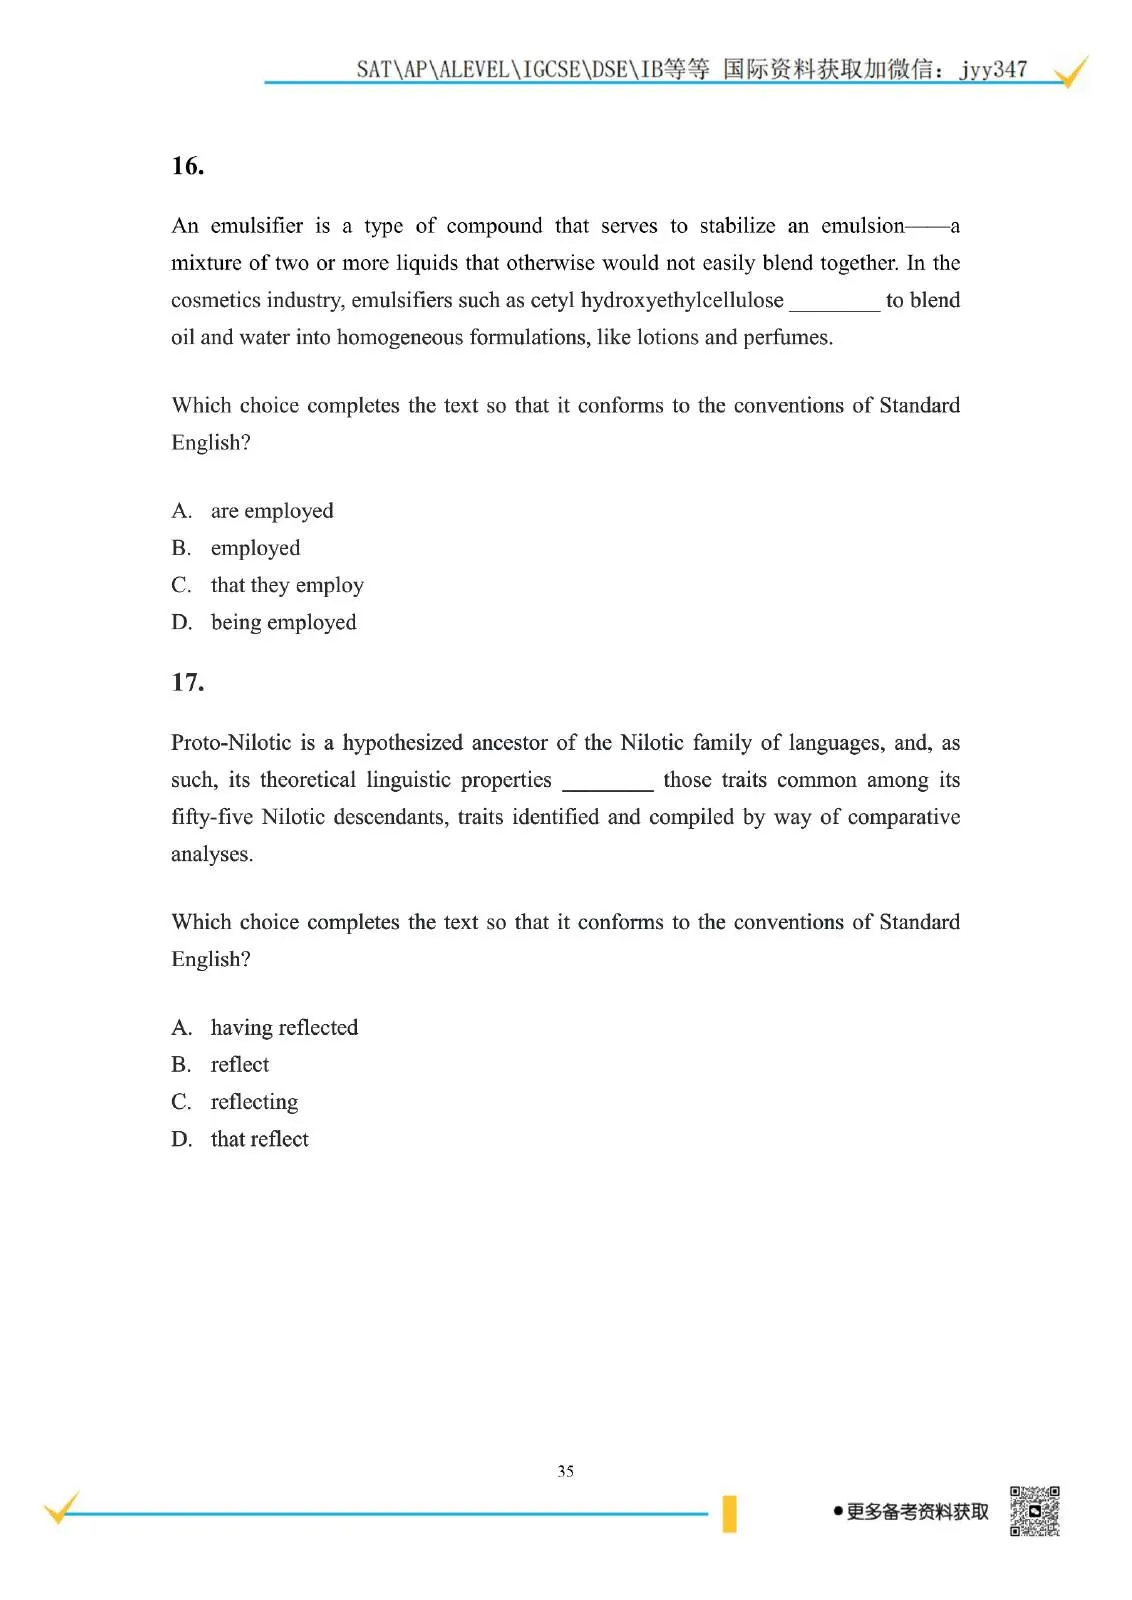 SAT\AP\ALEVEL\IGCSE\DSE\IB等等 国际资料获取加微信：jyy347
16.
An emulsifier is a type of compound that serves to stabilize an emulsion——a
mixture of two or more liquids that otherwise would not easily blend together. In the
cosmetics industry, emulsifiers such as cetyl hydroxyethylcellulose ________ to blend
oil and water into homogeneous formulations, like lotions and perfumes.
Which choice completes the text so that it conforms to the conventions of Standard
English?
A. are employed
B. employed
C. that they employ
D. being employed
17.
Proto-Nilotic is a hypothesized ancestor of the Nilotic family of languages, and, as
such, its theoretical linguistic properties ________ those traits common among its
fifty-five Nilotic descendants, traits identified and compiled by way of comparative
analyses.
Which choice completes the text so that it conforms to the conventions of Standard
English?
A. having reflected
B. reflect
C. reflecting
D. that reflect
35
●更多备考资料获取